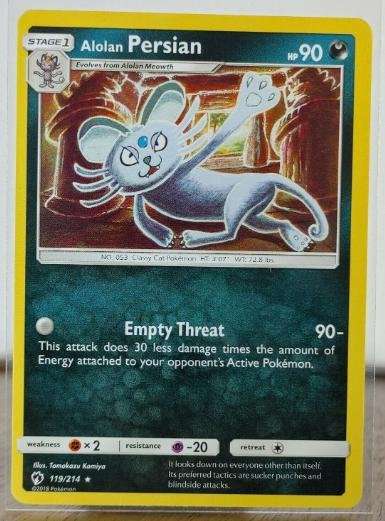 STAGE 1 Alolan Persian HP 90
Evolves from Alolan Meowth
NO. 053 Classy Cat Pokémon HT: 3'07" WT: 72.8 lbs.
Empty Threat 90-
This attack does 30 less damage times the amount of
Energy attached to your opponent's Active Pokémon.
weakness ×2 resistance -20 retreat
Illus. Tomokazu Komiya
119/214 ★
©2018 Pokémon
It looks down on everyone other than itself.
Its preferred tactics are sucker punches and
blindside attacks.